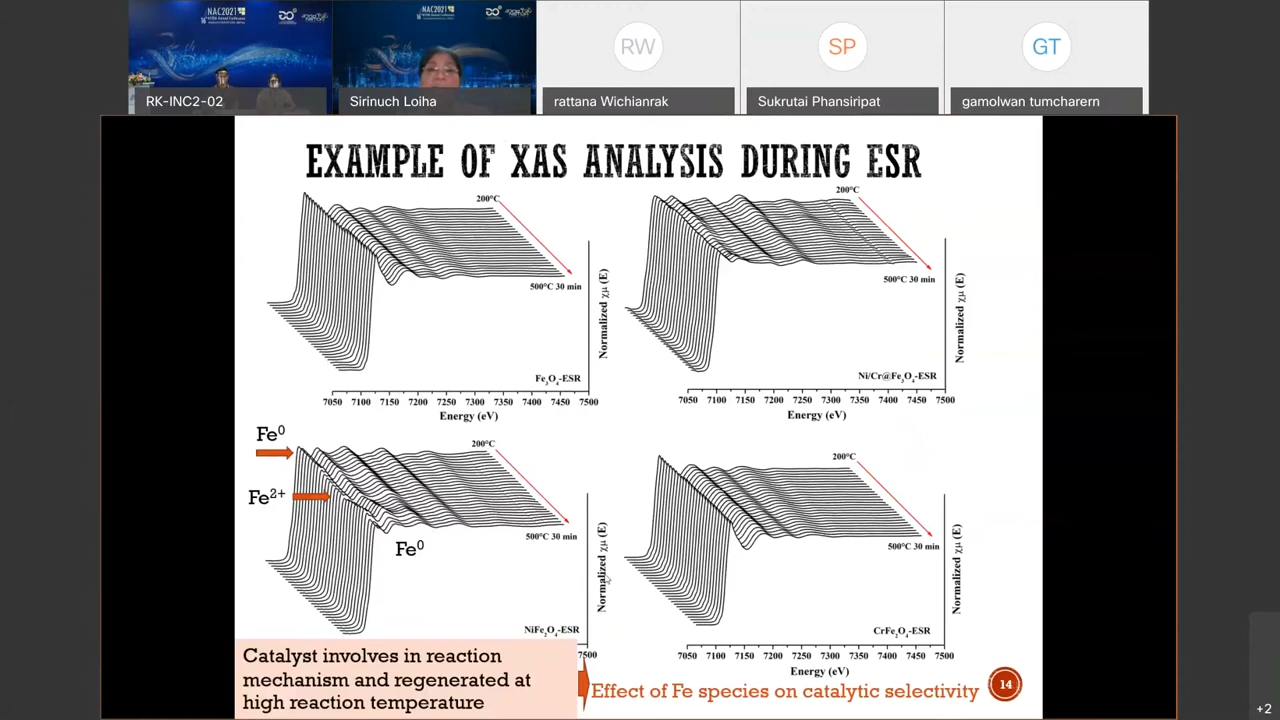 NAC2021
NAC2021
RW
SP
GT
RK-INC2-02
Sirinuch Loiha
rattana Wichianrak
Sukrutai Phansiripat
gamolwan tumcharern
EXAMPLE OF XAS ANALYSIS DURING ESR
200°C
500°C 30 min
Normalized χμ (E)
Fe3O4-ESR
7050 7100 7150 7200 7250 7300 7350 7400 7450 7500
Energy (eV)
200°C
500°C 30 min
Normalized χμ (E)
Ni/Cr@Fe3O4-ESR
7050 7100 7150 7200 7250 7300 7350 7400 7450 7500
Energy (eV)
Fe0
Fe2+
Fe0
200°C
500°C 30 min
Normalized χμ (E)
NiFe2O4-ESR
7500
200°C
500°C 30 min
Normalized χμ (E)
CrFe2O4-ESR
7050 7100 7150 7200 7250 7300 7350 7400 7450 7500
Energy (eV)
Catalyst involves in reaction
mechanism and regenerated at
high reaction temperature
Effect of Fe species on catalytic selectivity
14
+2